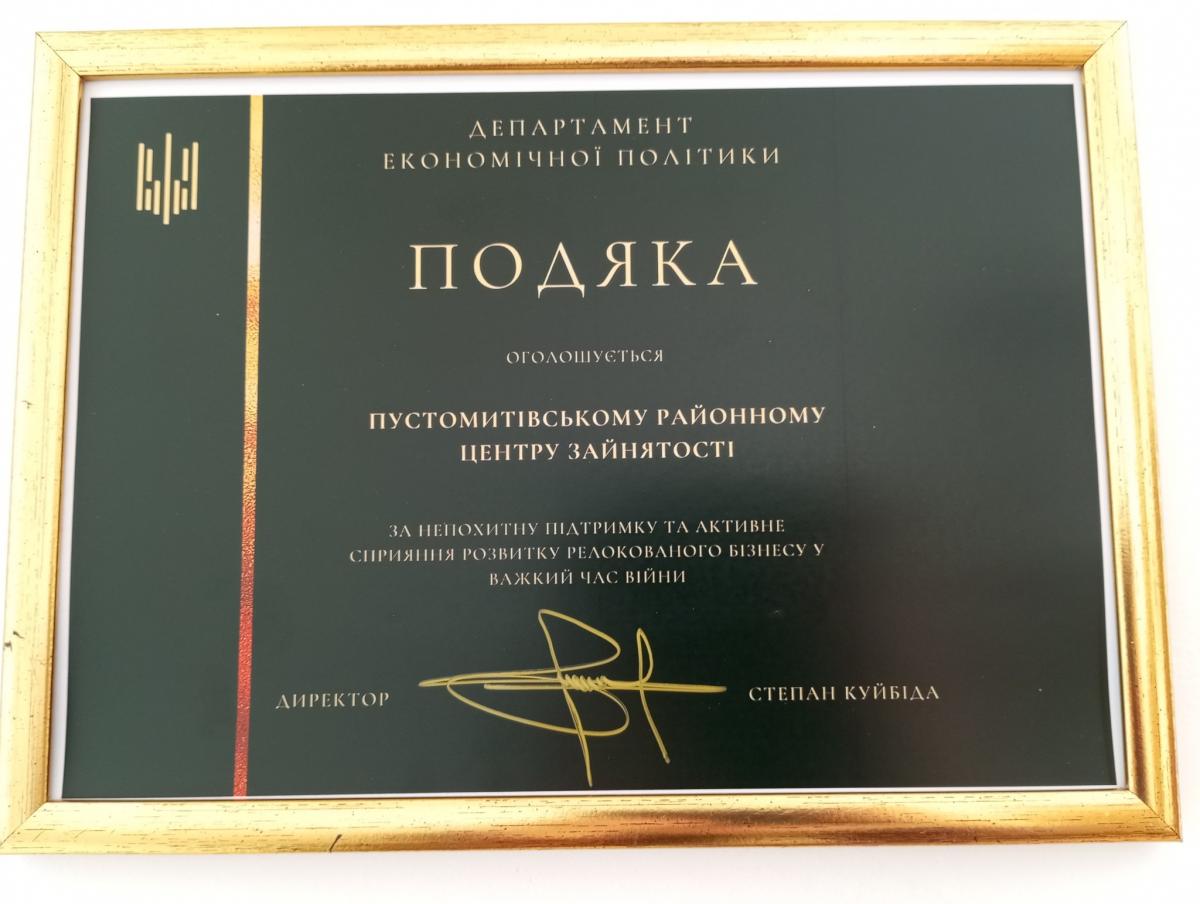 ДЕПАРТАМЕНТ
ЕКОНОМІЧНОЇ ПОЛІТИКИ
ПОДЯКА
ОГОЛОШУЄТЬСЯ
ПУСТОМИТІВСЬКОМУ РАЙОННОМУ
ЦЕНТРУ ЗАЙНЯТОСТІ
ЗА НЕПОХИТНУ ПІДТРИМКУ ТА АКТИВНЕ
СПРИЯННЯ РОЗВИТКУ РЕЛОКОВАНОГО БІЗНЕСУ У
ВАЖКИЙ ЧАС ВІЙНИ
ДИРЕКТОР СТЕПАН КУЙБІДА